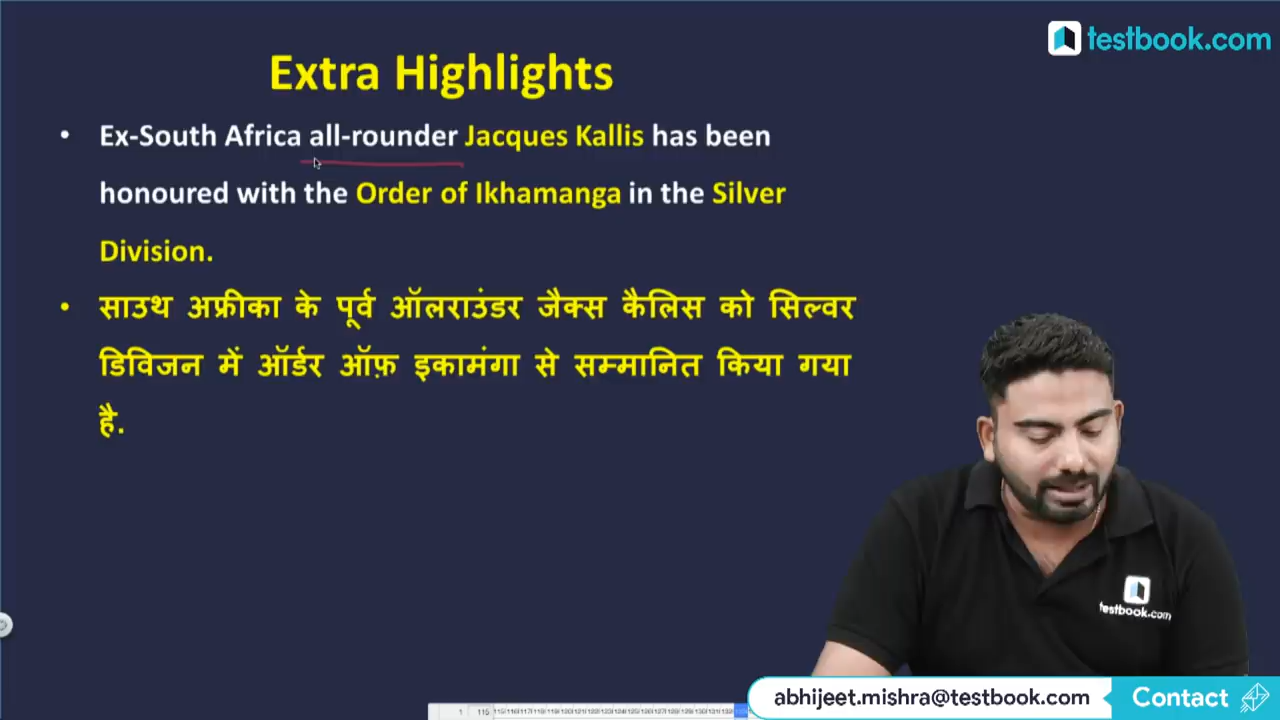 testbook.com
Extra Highlights
• Ex-South Africa all-rounder Jacques Kallis has been
honoured with the Order of Ikhamanga in the Silver
Division.
• साउथ अफ्रीका के पूर्व ऑलराउंडर जैक्स कैलिस को सिल्वर
डिविजन में ऑर्डर ऑफ़ इकामंगा से सम्मानित किया गया
है.
testbook.com
abhijeet.mishra@testbook.com Contact
1 115